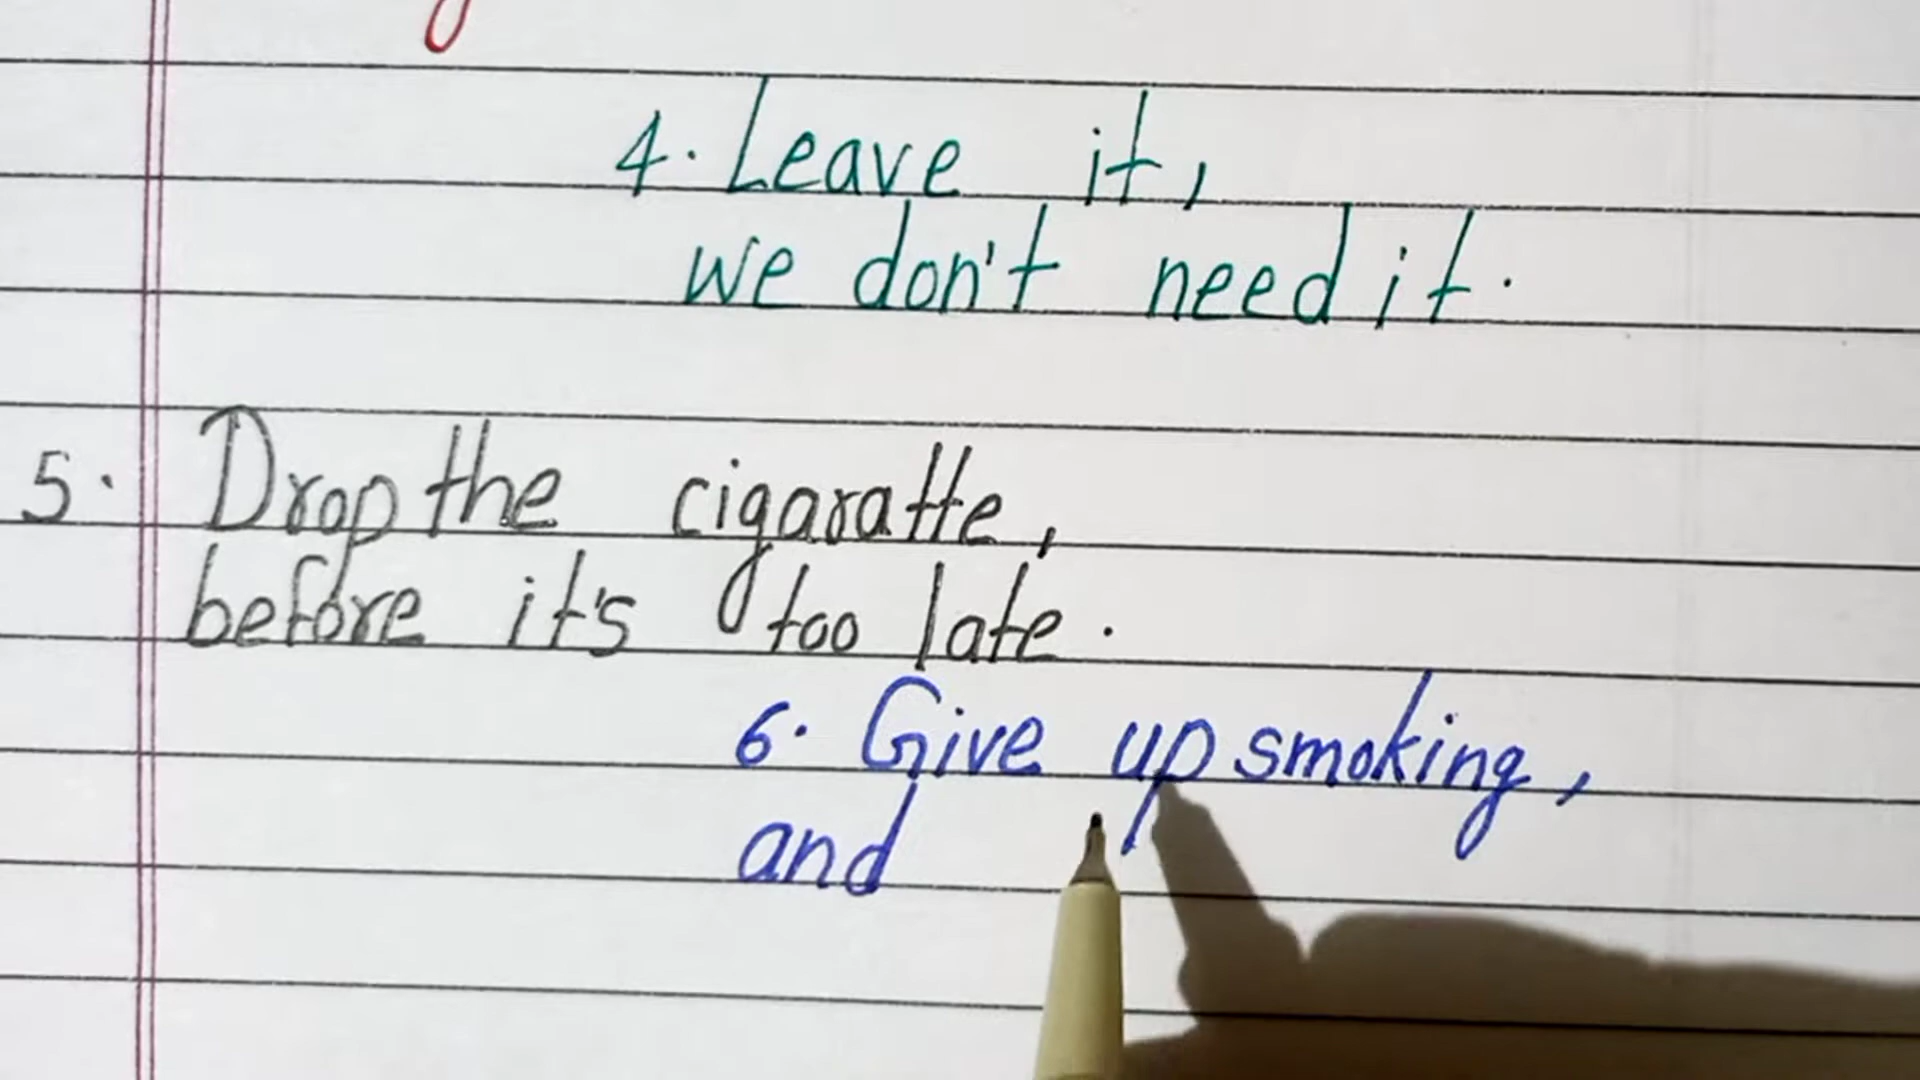 4. Leave it,
we don't need it.
5. Drop the cigaratte,
before it's too late.
6. Give up smoking,
and